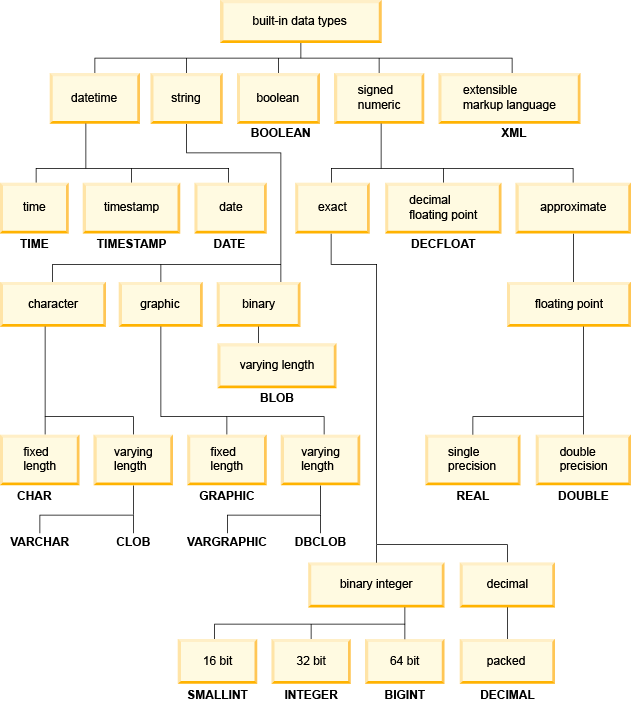 built-in data types
datetime
string
boolean
signed
numeric
extensible
markup language
BOOLEAN
XML
time
timestamp
date
exact
decimal
floating point
approximate
TIME
TIMESTAMP
DATE
DECFLOAT
character
graphic
binary
floating point
varying length
BLOB
fixed
length
varying
length
fixed
length
varying
length
single
precision
double
precision
CHAR
GRAPHIC
REAL
DOUBLE
VARCHAR
CLOB
VARGRAPHIC
DBCLOB
binary integer
decimal
16 bit
32 bit
64 bit
packed
SMALLINT
INTEGER
BIGINT
DECIMAL